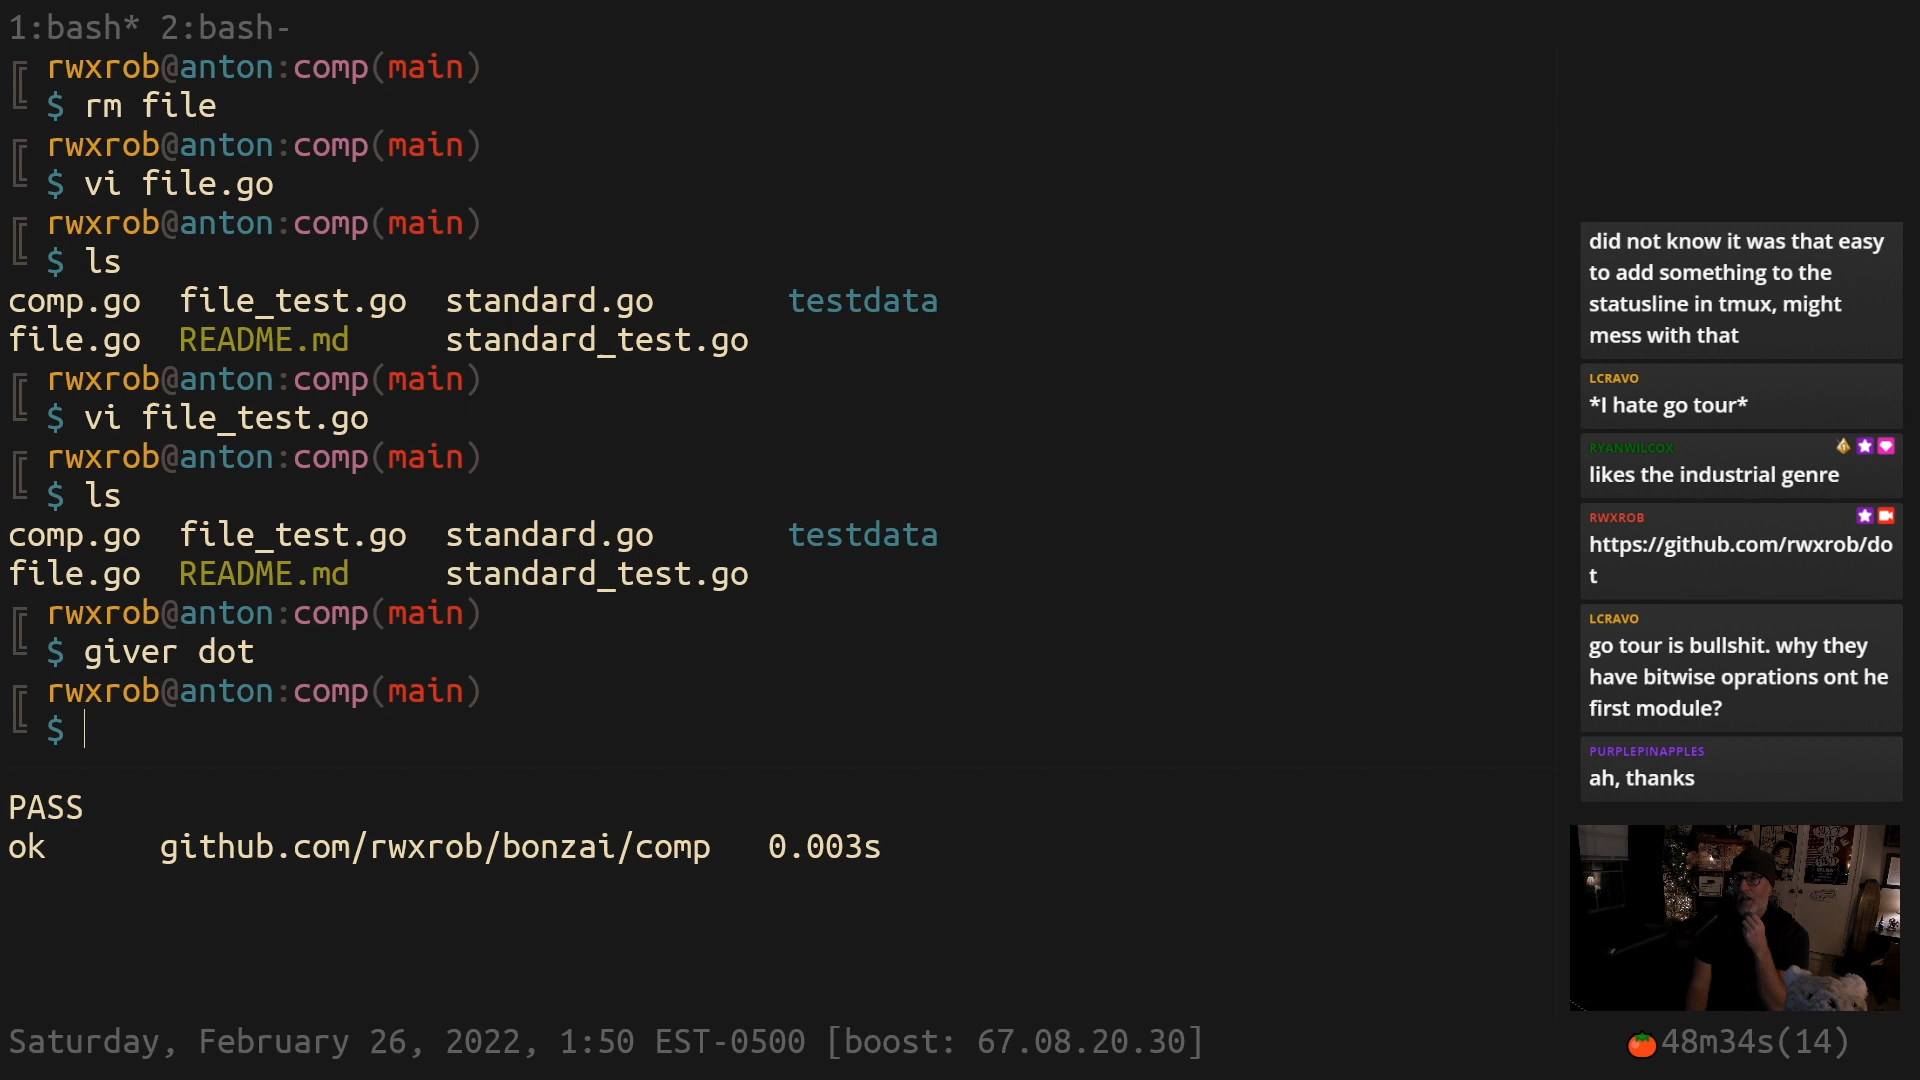 1:bash* 2:bash-
rwxrob@anton:comp(main)
$ rm file
rwxrob@anton:comp(main)
$ vi file.go
rwxrob@anton:comp(main)
$ ls
comp.go  file_test.go  standard.go       testdata
file.go  README.md     standard_test.go
rwxrob@anton:comp(main)
$ vi file_test.go
rwxrob@anton:comp(main)
$ ls
comp.go  file_test.go  standard.go       testdata
file.go  README.md     standard_test.go
rwxrob@anton:comp(main)
$ giver dot
rwxrob@anton:comp(main)
$
PASS
ok      github.com/rwxrob/bonzai/comp   0.003s
Saturday, February 26, 2022, 1:50 EST-0500 [boost: 67.08.20.30]
48m34s(14)
did not know it was that easy
to add something to the
statusline in tmux, might
mess with that
LCRAVO
*I hate go tour*
RYANWILCOX
likes the industrial genre
RWXROB
https://github.com/rwxrob/do
t
LCRAVO
go tour is bullshit. why they
have bitwise oprations ont he
first module?
PURPLEPINAPPLES
ah, thanks